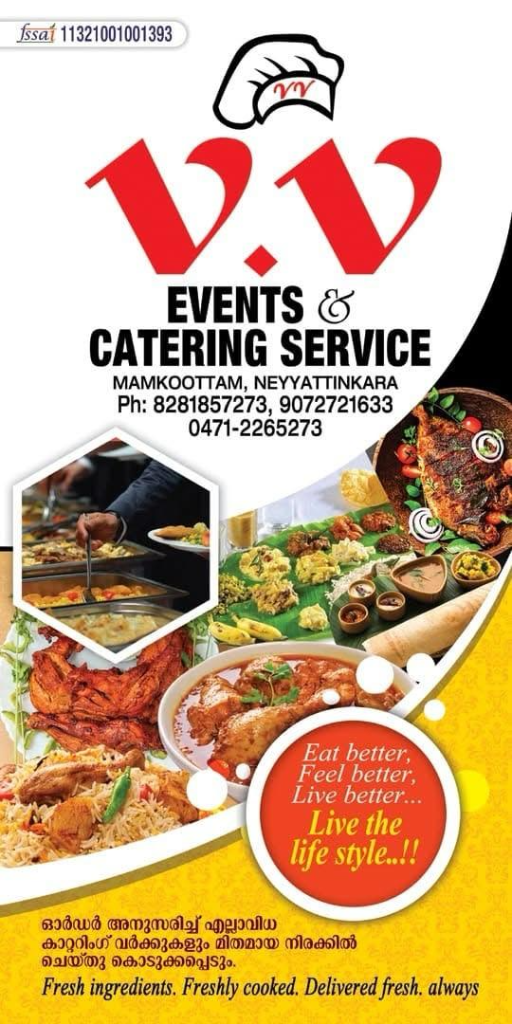 fssai 11321001001393
VV
V.V
EVENTS &
CATERING SERVICE
MAMKOOTTAM, NEYYATTINKARA
Ph: 8281857273, 9072721633
0471-2265273
Eat better,
Feel better,
Live better...
Live the
life style..!!
ഓർഡർ അനുസരിച്ച് എല്ലാവിധ
കാറ്ററിംഗ് വർക്കുകളും മിതമായ നിരക്കിൽ
ചെയ്തു കൊടുക്കപ്പെടും.
Fresh ingredients. Freshly cooked. Delivered fresh. always